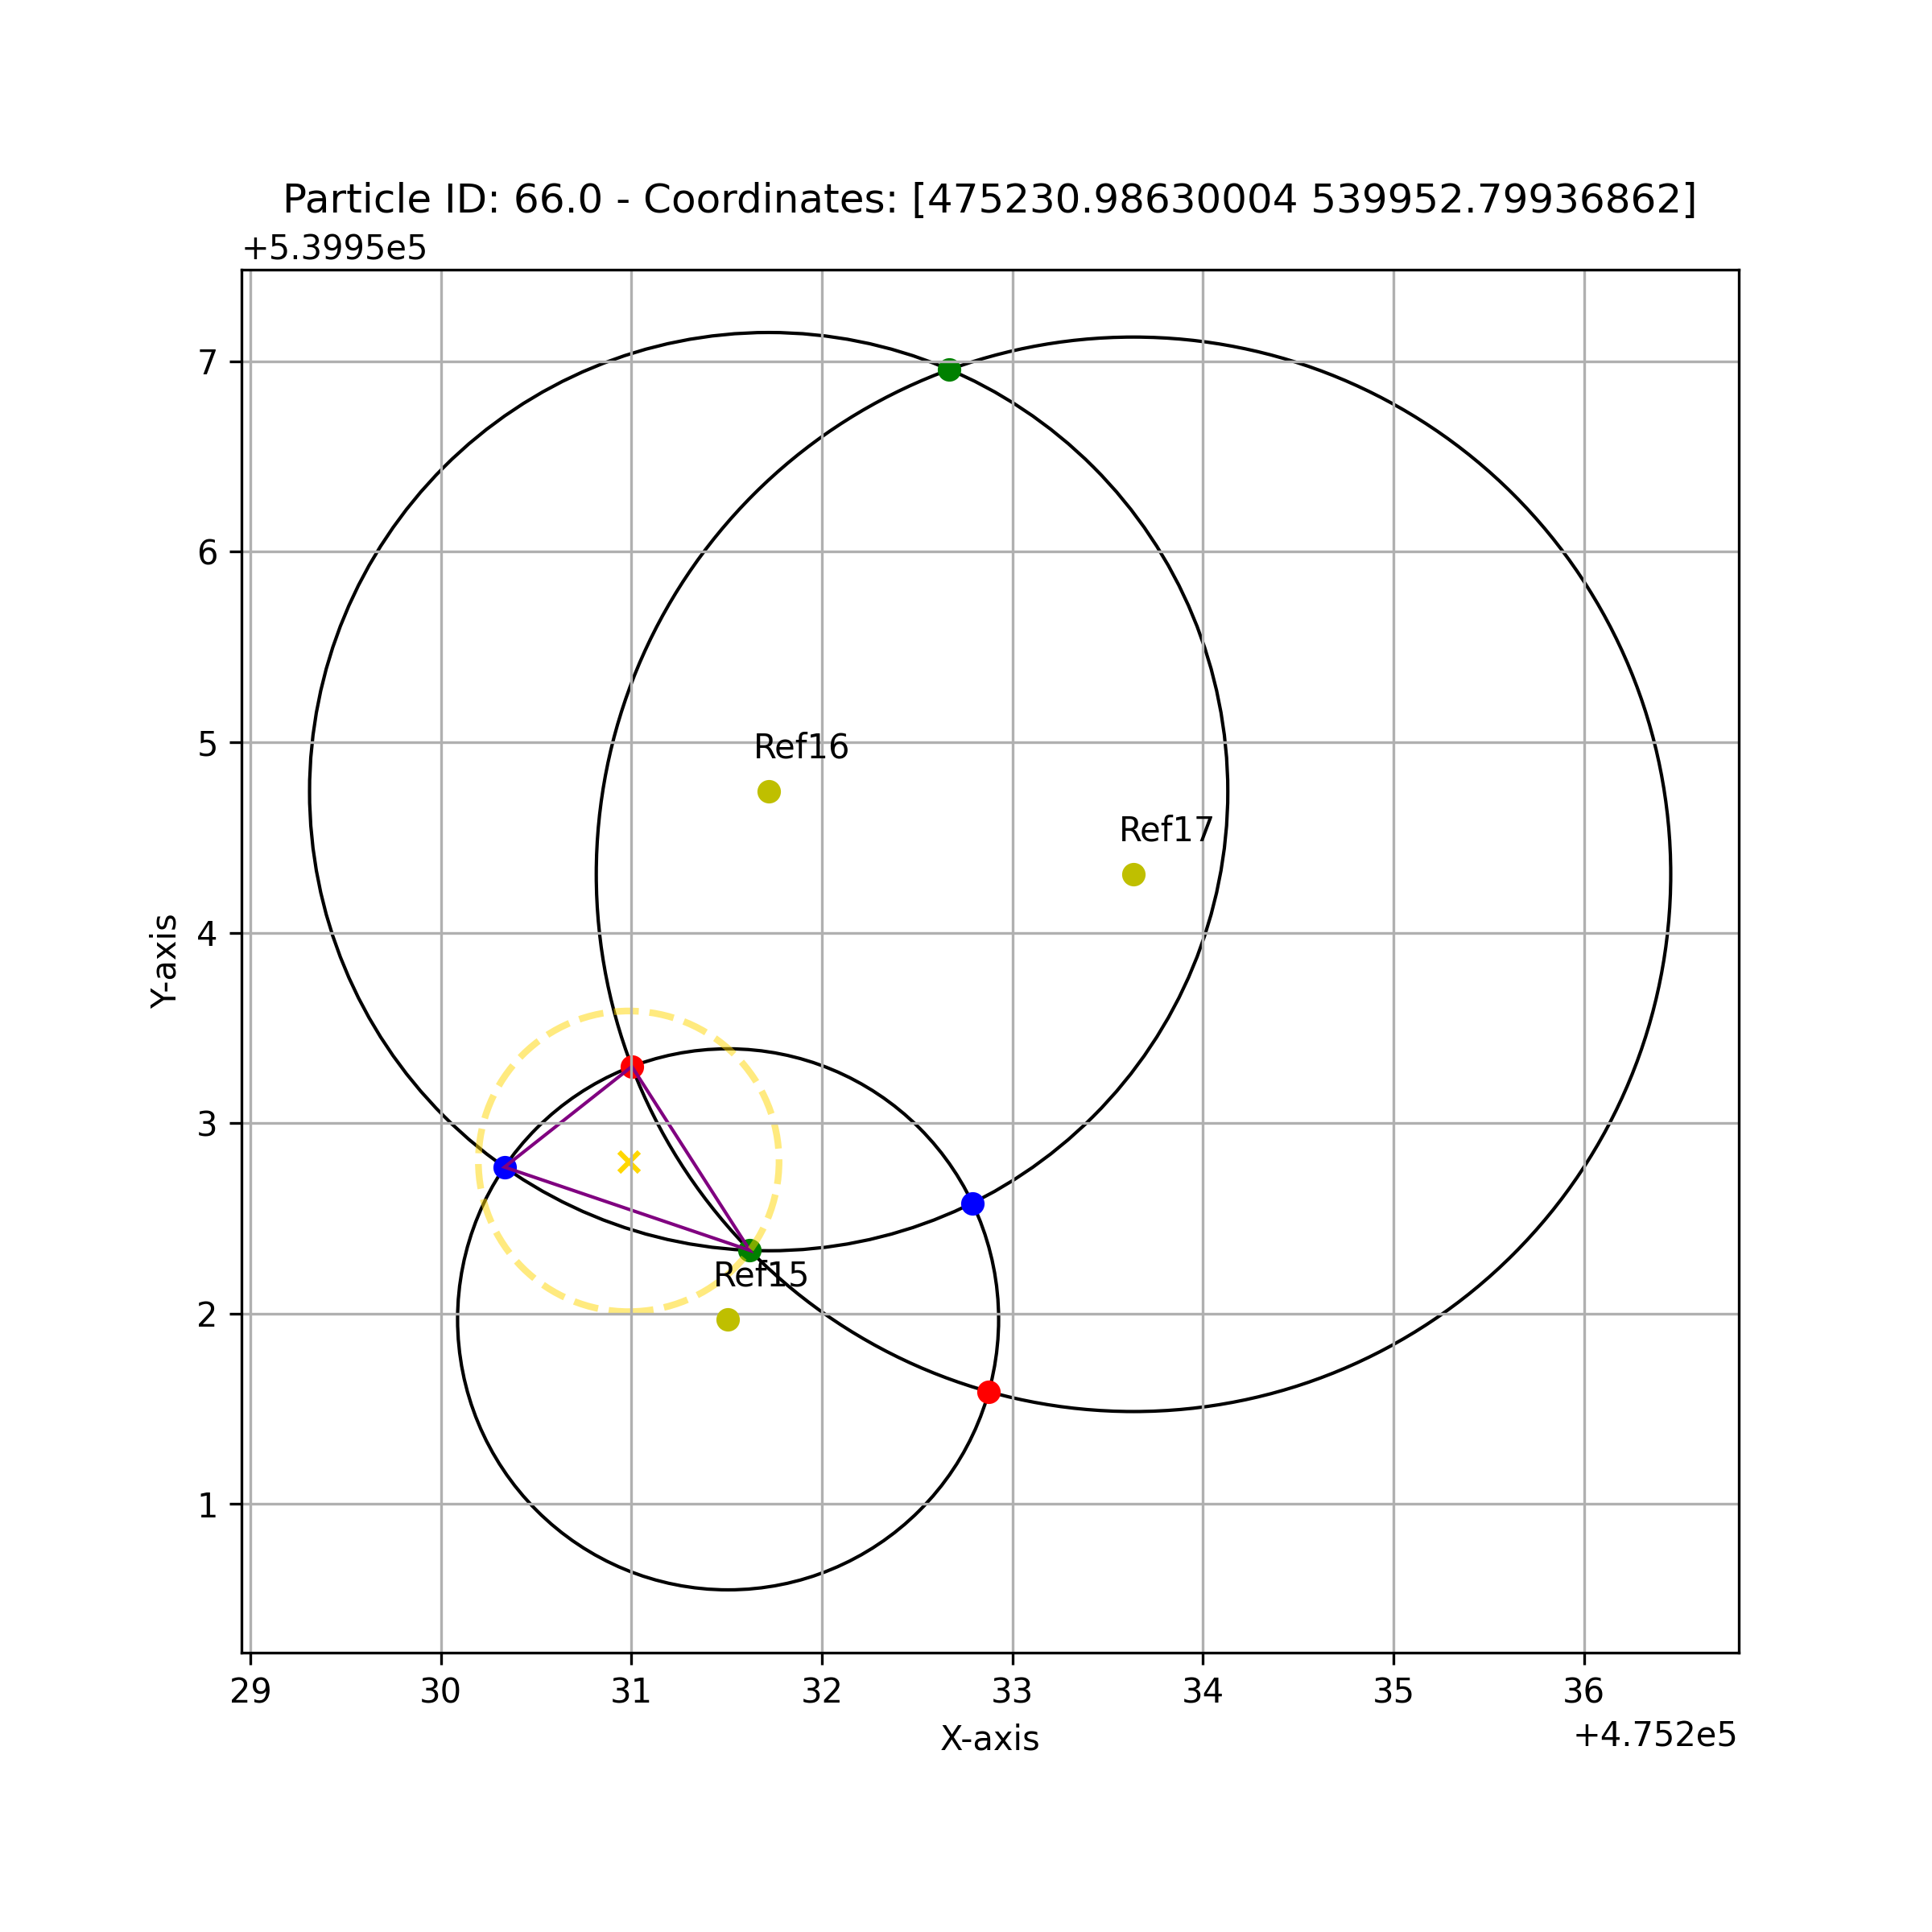 Particle ID: 66.0 - Coordinates: [475230.98630004 539952.79936862]
+5.3995e5
7
6
5
4
3
2
1
Y-axis
Ref16
Ref17
Ref15
29 30 31 32 33 34 35 36
X-axis
+4.752e5